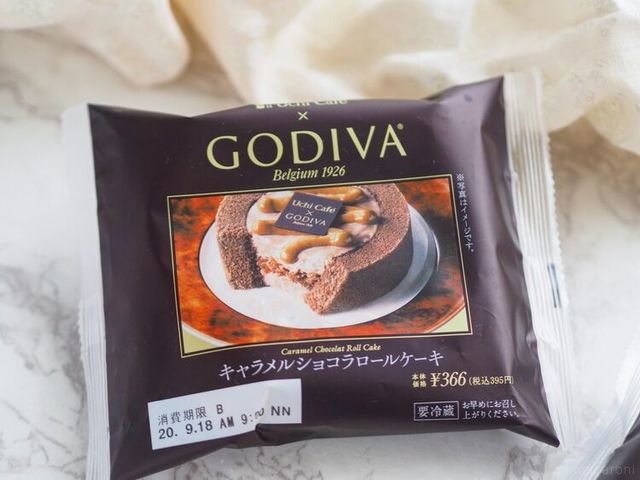 Uchi Café
×
GODIVA®
Belgium 1926
※写真はイメージです。
Uchi Café
×
GODIVA
Caramel Chocolat Roll Cake
キャラメルショコラロールケーキ
本体価格 ¥366(税込395円)
消費期限 B
20. 9.18 AM NN
要冷蔵 お早めにお召し
上がりください。